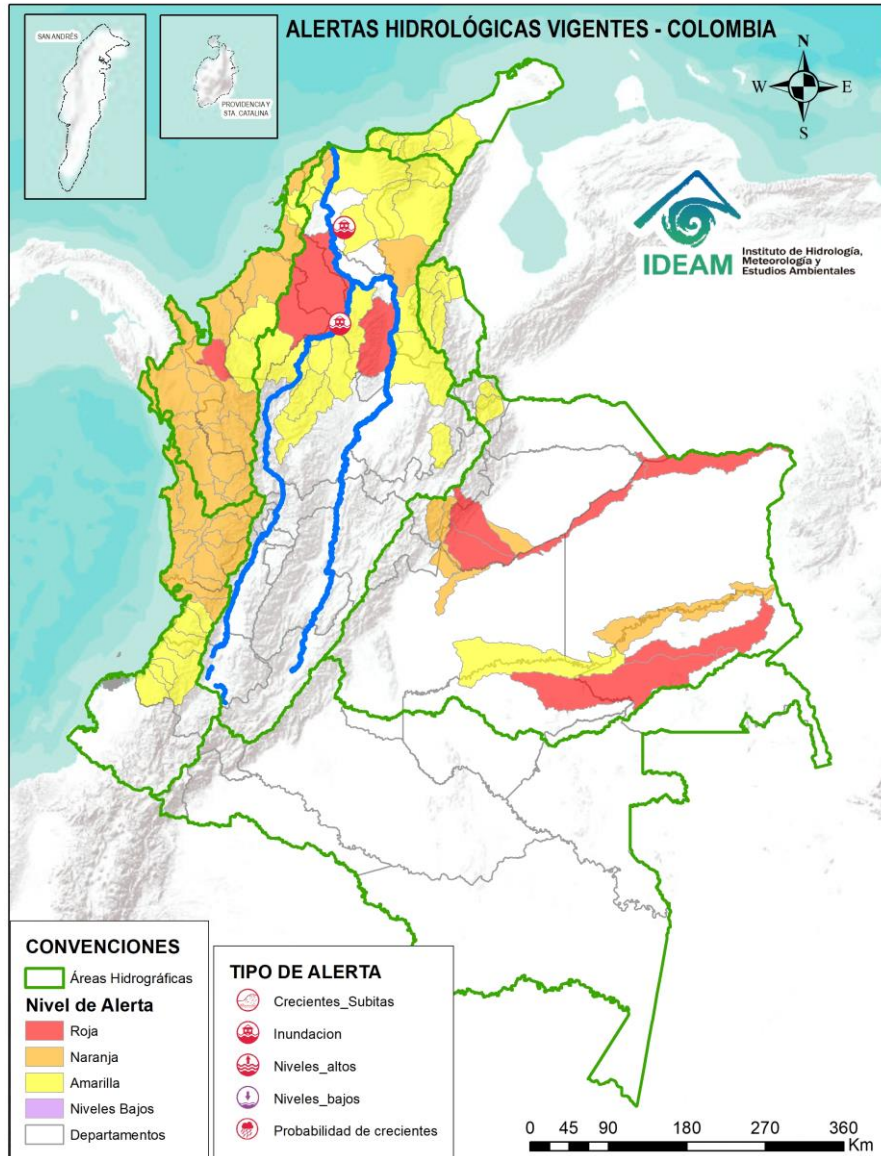 ALERTAS HIDROLÓGICAS VIGENTES - COLOMBIA
SAN ANDRÉS
PROVIDENCIA Y
STA. CATALINA
N
W
E
S
IDEAM
Instituto de Hidrología,
Meteorología y
Estudios Ambientales
CONVENCIONES
Áreas Hidrográficas
Nivel de Alerta
Roja
Naranja
Amarilla
Niveles Bajos
Departamentos
TIPO DE ALERTA
Crecientes_Subitas
Inundacion
Niveles_altos
Niveles_bajos
Probabilidad de crecientes
0 45 90 180 270 360
Km